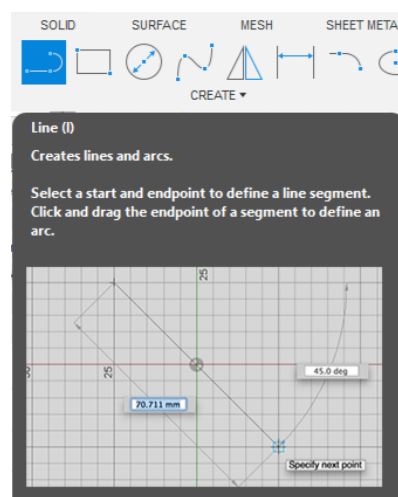 SOLID SURFACE MESH SHEET META
CREATE ▾
Line (l)
Creates lines and arcs.
Select a start and endpoint to define a line segment.
Click and drag the endpoint of a segment to define an
arc.
25
25
45.0 deg
70.711 mm
Specify next point